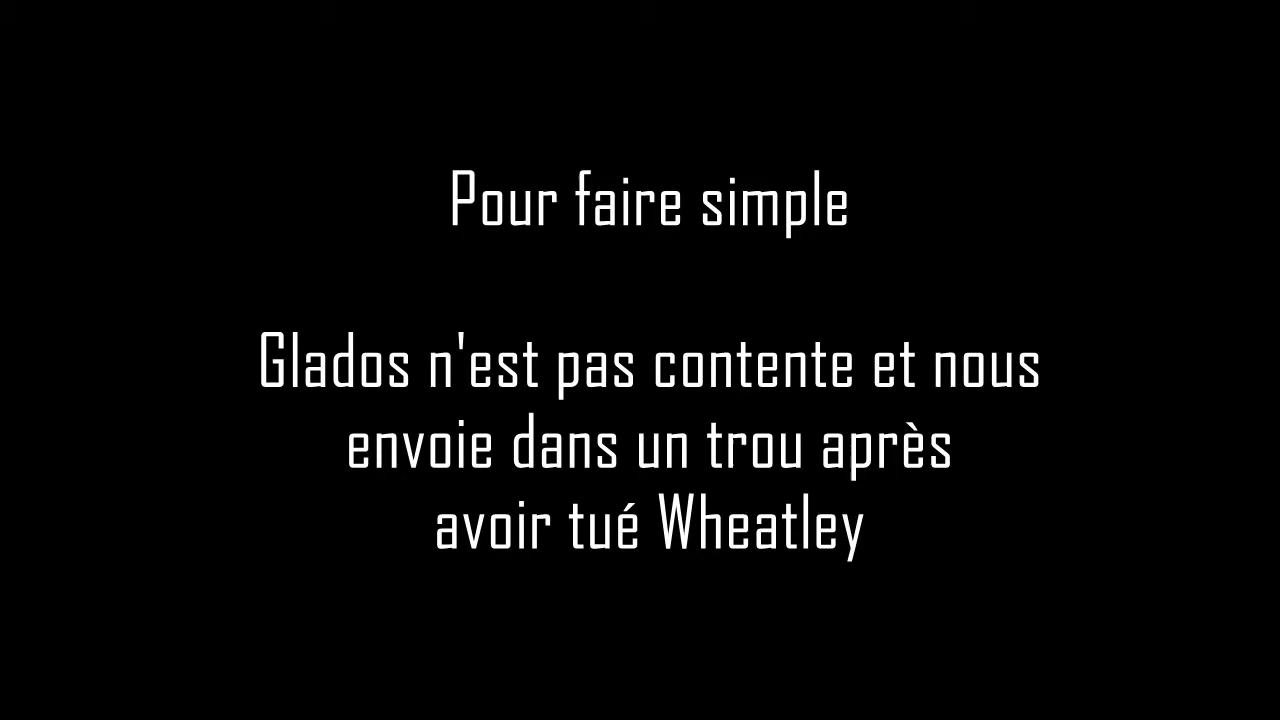 Pour faire simple
Glados n'est pas contente et nous
envoie dans un trou après
avoir tué Wheatley